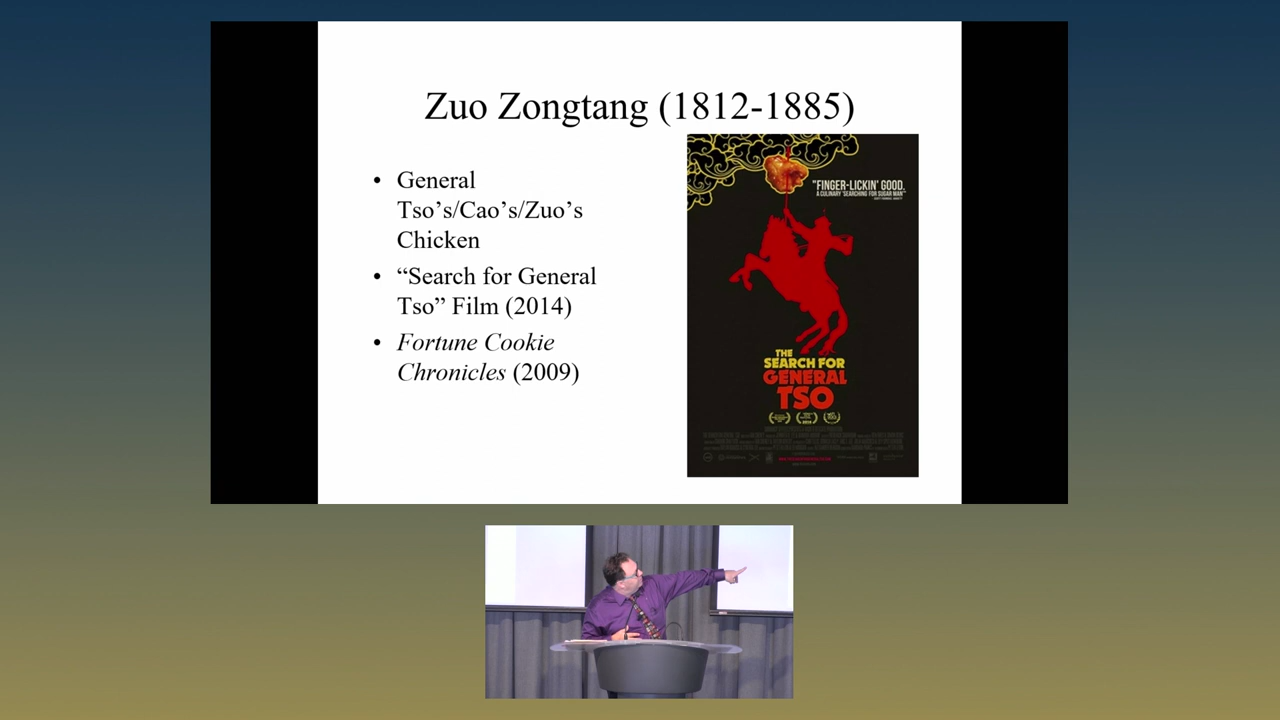 Zuo Zongtang (1812-1885)
• General
Tso’s/Cao’s/Zuo’s
Chicken
• “Search for General
Tso” Film (2014)
• Fortune Cookie
Chronicles (2009)
"FINGER-LICKIN' GOOD.
A CULINARY 'SEARCHING FOR SUGAR MAN'"
THE
SEARCH FOR
GENERAL
TSO